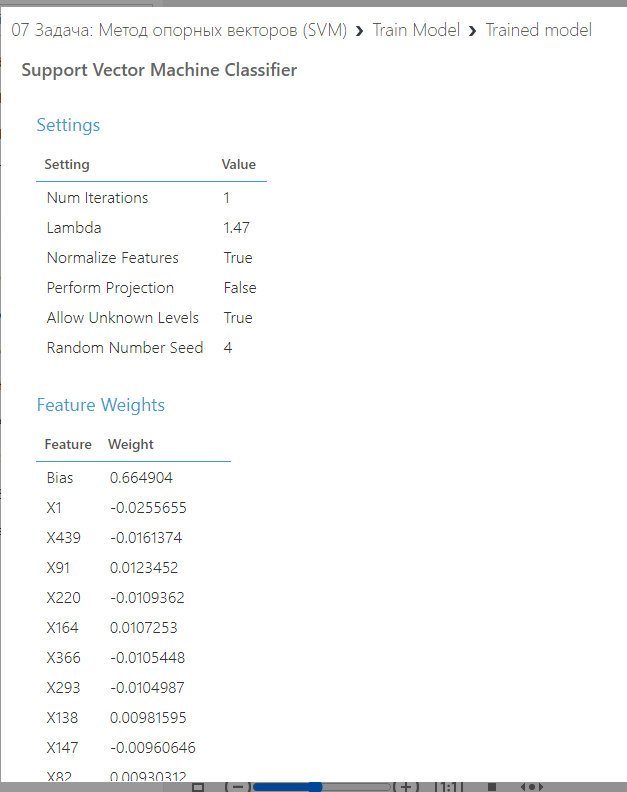 07 Задача: Метод опорных векторов (SVM) › Train Model › Trained model
Support Vector Machine Classifier
Settings
Setting Value
Num Iterations 1
Lambda 1.47
Normalize Features True
Perform Projection False
Allow Unknown Levels True
Random Number Seed 4
Feature Weights
Feature Weight
Bias 0.664904
X1 -0.0255655
X439 -0.0161374
X91 0.0123452
X220 -0.0109362
X164 0.0107253
X366 -0.0105448
X293 -0.0104987
X138 0.00981595
X147 -0.00960646
X82 0.00930312
1:1